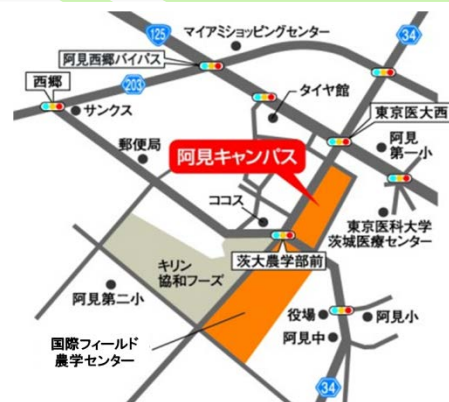 マイアミショッピングセンター
125
34
阿見西郷バイパス
西郷
203
サンクス
タイヤ館
東京医大西
郵便局
阿見
第一小
阿見キャンパス
ココス
東京医科大学
茨城医療センター
茨大農学部前
キリン
協和フーズ
阿見第二小
役場
阿見小
阿見中
国際フィールド
農学センター
34